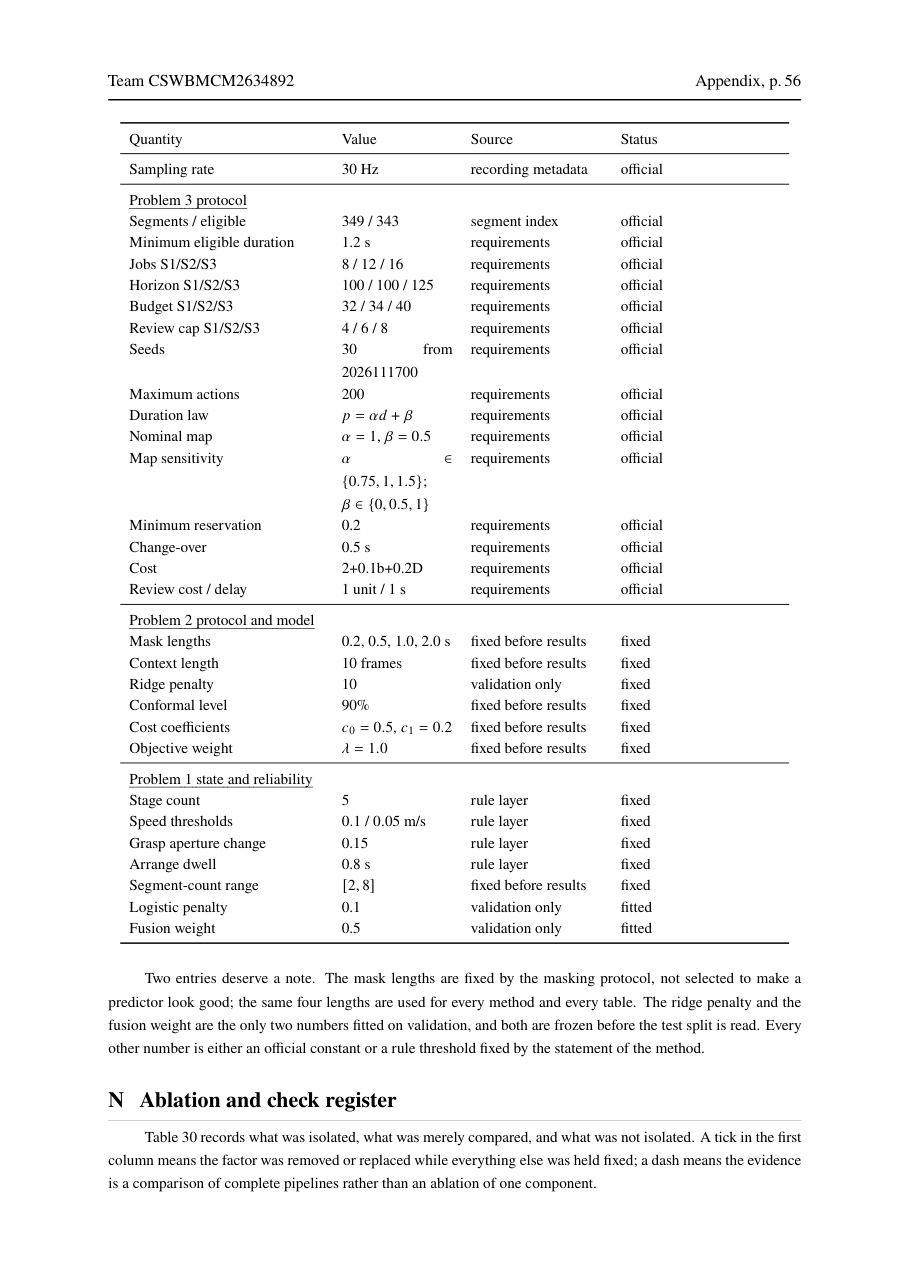 Team CSWBMCM2634892 Appendix, p. 56
Quantity Value Source Status
Sampling rate 30 Hz recording metadata official
Problem 3 protocol
Segments / eligible 349 / 343 segment index official
Minimum eligible duration 1.2 s requirements official
Jobs S1/S2/S3 8 / 12 / 16 requirements official
Horizon S1/S2/S3 100 / 100 / 125 requirements official
Budget S1/S2/S3 32 / 34 / 40 requirements official
Review cap S1/S2/S3 4 / 6 / 8 requirements official
Seeds 30 from requirements official
2026111700
Maximum actions 200 requirements official
Duration law p = αd + β requirements official
Nominal map α = 1, β = 0.5 requirements official
Map sensitivity α ∈ requirements official
{0.75, 1, 1.5};
β ∈ {0, 0.5, 1}
Minimum reservation 0.2 requirements official
Change-over 0.5 s requirements official
Cost 2+0.1b+0.2D requirements official
Review cost / delay 1 unit / 1 s requirements official
Problem 2 protocol and model
Mask lengths 0.2, 0.5, 1.0, 2.0 s fixed before results fixed
Context length 10 frames fixed before results fixed
Ridge penalty 10 validation only fixed
Conformal level 90% fixed before results fixed
Cost coefficients c₀ = 0.5, c₁ = 0.2 fixed before results fixed
Objective weight λ = 1.0 fixed before results fixed
Problem 1 state and reliability
Stage count 5 rule layer fixed
Speed thresholds 0.1 / 0.05 m/s rule layer fixed
Grasp aperture change 0.15 rule layer fixed
Arrange dwell 0.8 s rule layer fixed
Segment-count range [2, 8] fixed before results fixed
Logistic penalty 0.1 validation only fitted
Fusion weight 0.5 validation only fitted
Two entries deserve a note. The mask lengths are fixed by the masking protocol, not selected to make a
predictor look good; the same four lengths are used for every method and every table. The ridge penalty and the
fusion weight are the only two numbers fitted on validation, and both are frozen before the test split is read. Every
other number is either an official constant or a rule threshold fixed by the statement of the method.
N Ablation and check register
Table 30 records what was isolated, what was merely compared, and what was not isolated. A tick in the first
column means the factor was removed or replaced while everything else was held fixed; a dash means the evidence
is a comparison of complete pipelines rather than an ablation of one component.